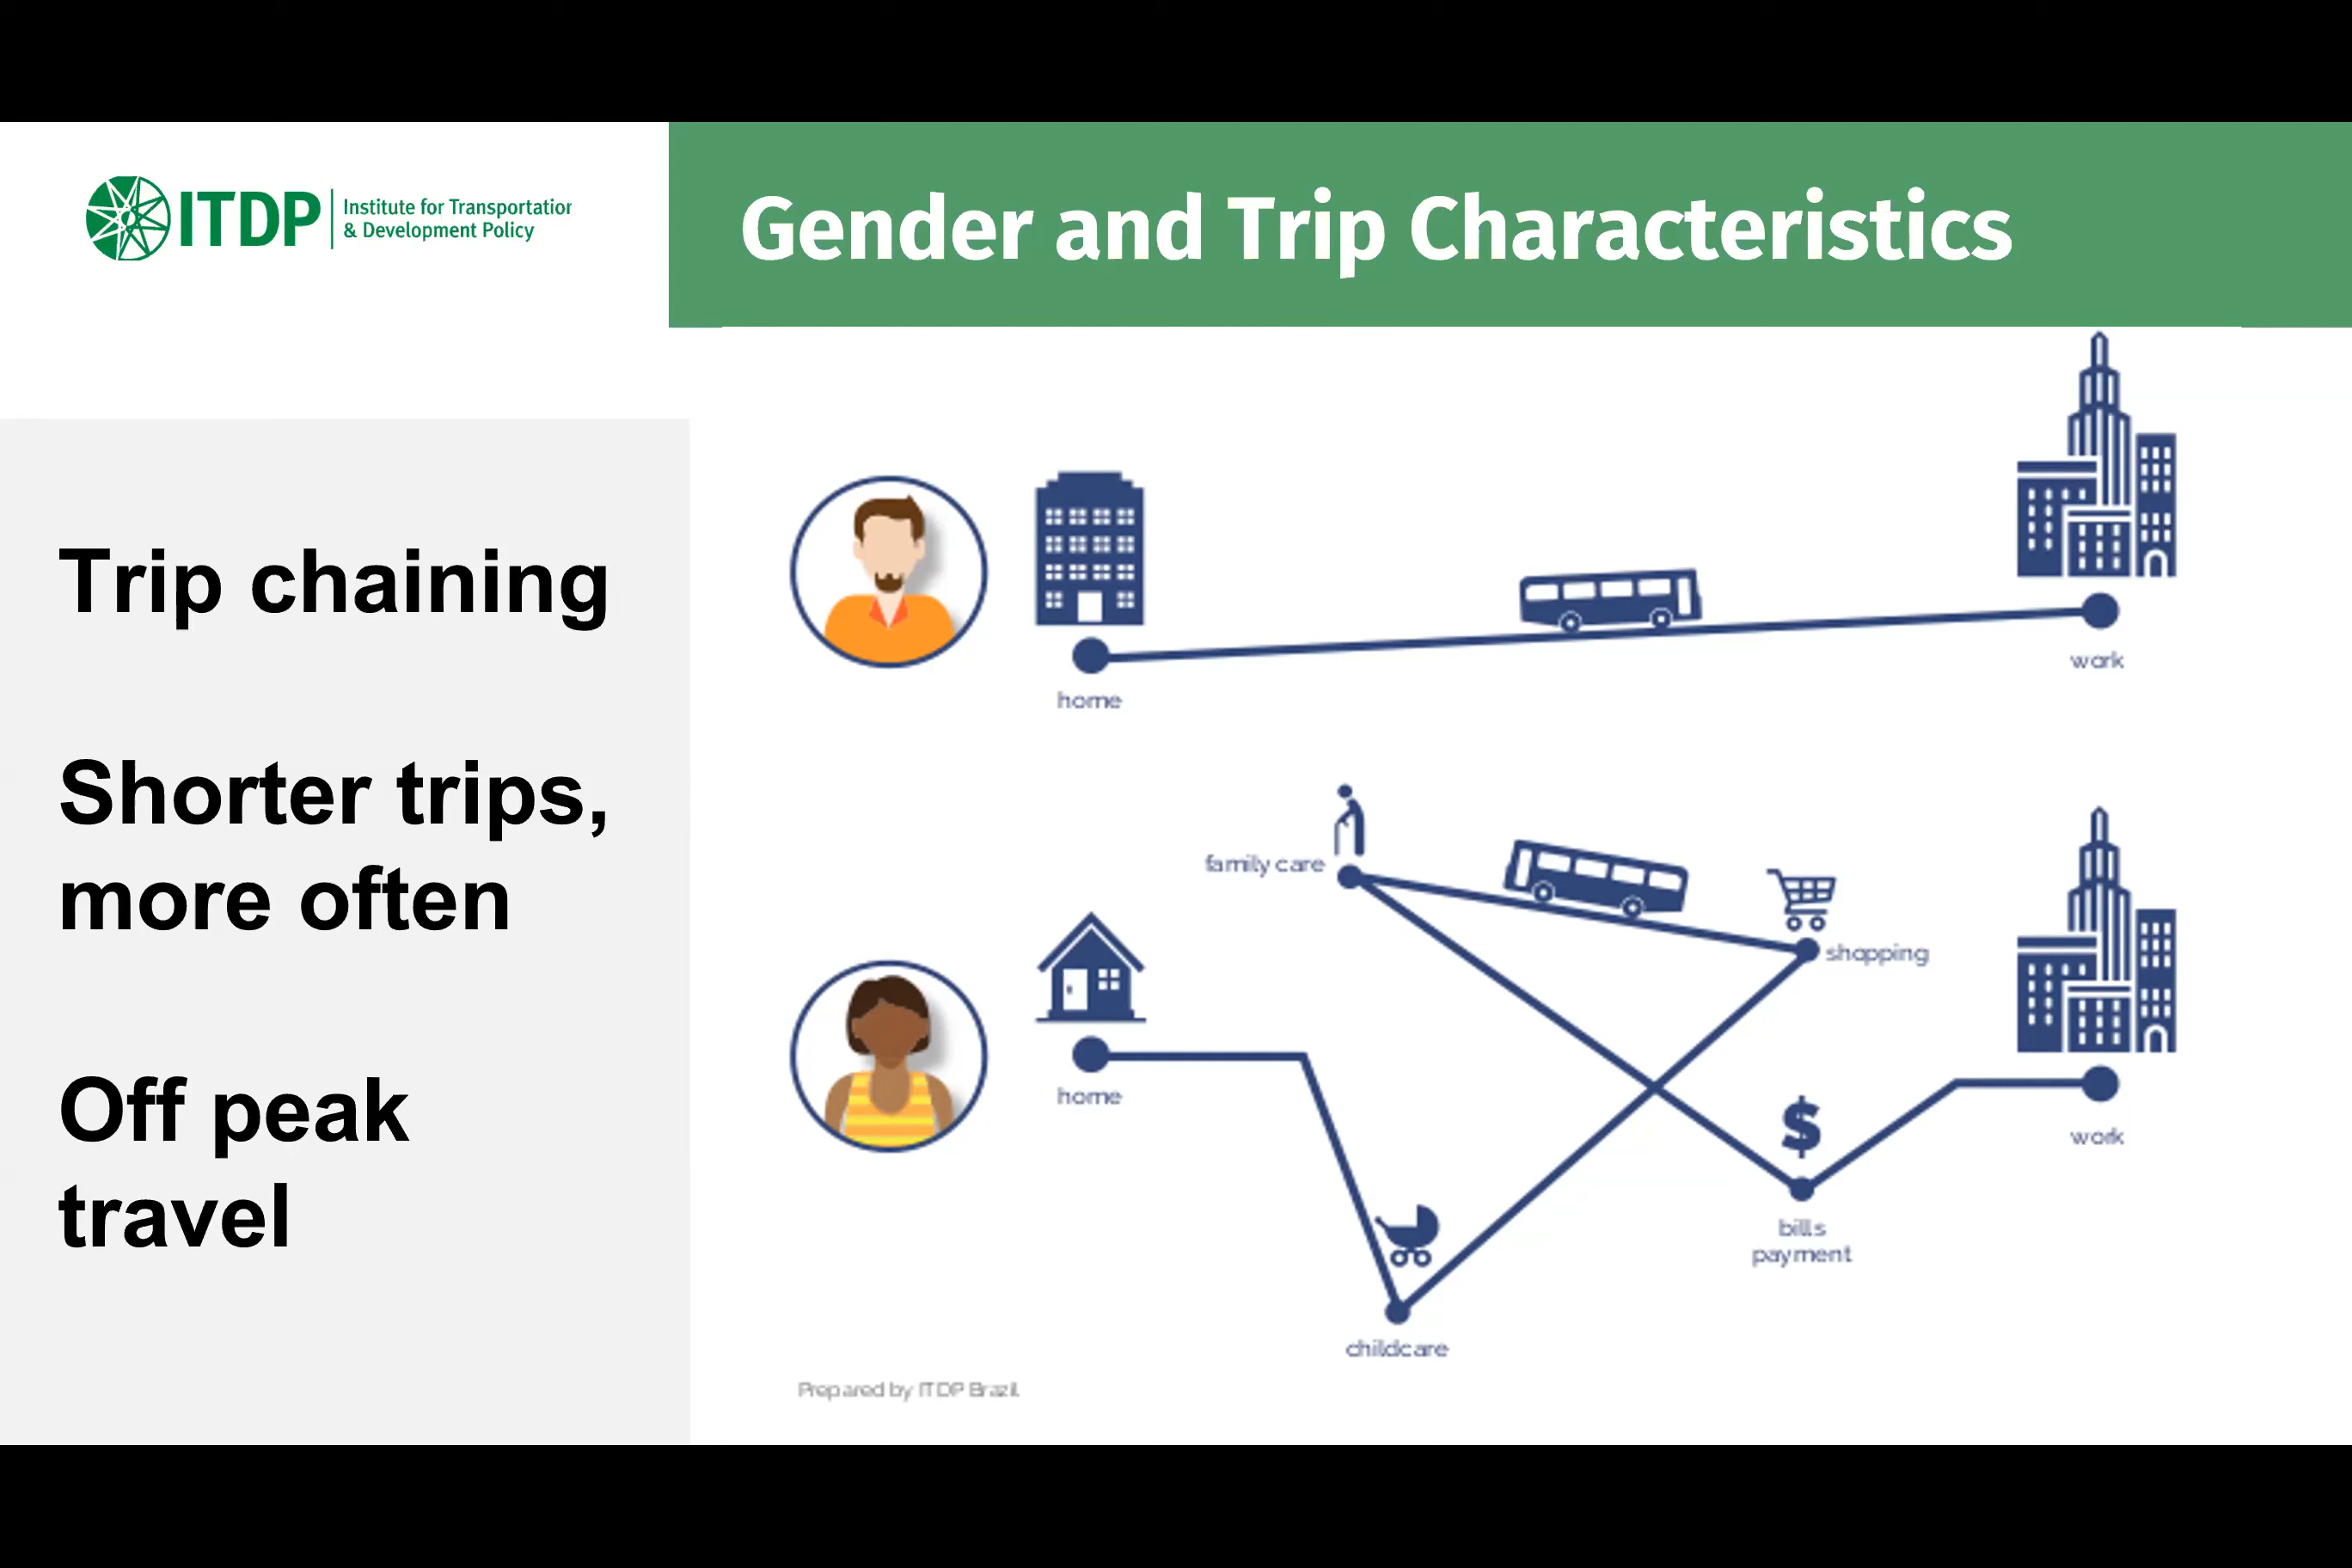 ITDP
Institute for Transportation
& Development Policy
Gender and Trip Characteristics
Trip chaining
Shorter trips,
more often
Off peak
travel
home
work
family care
shopping
home
work
$
bills
payment
childcare
Prepared by ITDP Brazil